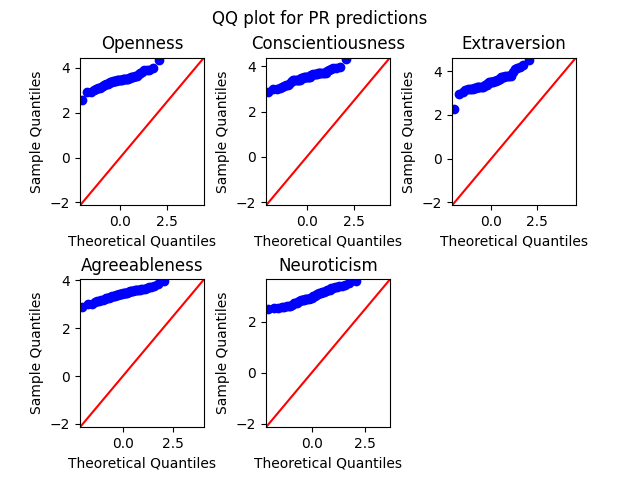 QQ plot for PR predictions
Openness
Conscientiousness
Extraversion
4
2
0
−2
Sample Quantiles
0.0 2.5
Theoretical Quantiles
4
2
0
−2
Sample Quantiles
0.0 2.5
Theoretical Quantiles
4
2
0
−2
Sample Quantiles
0.0 2.5
Theoretical Quantiles
Agreeableness
Neuroticism
4
2
0
−2
Sample Quantiles
0.0 2.5
Theoretical Quantiles
2
0
−2
Sample Quantiles
0.0 2.5
Theoretical Quantiles